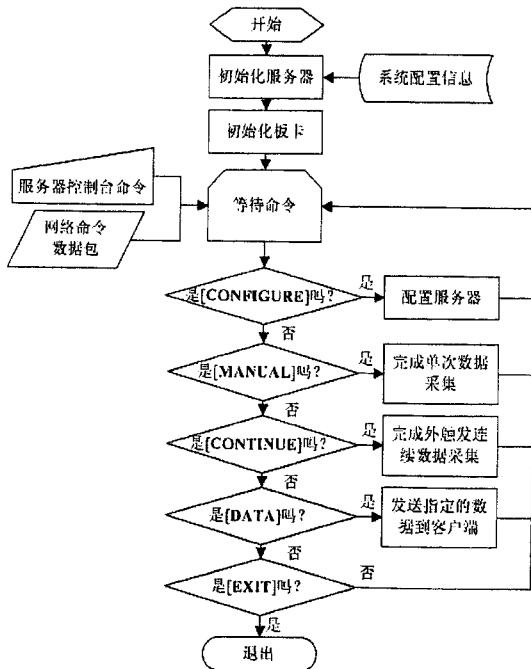 开始
初始化服务器
系统配置信息
初始化板卡
服务器控制台命令
等待命令
网络命令
数据包
是[CONFIGURE]吗?
是
配置服务器
否
是[MANUAL]吗?
是
完成单次数据
采集
否
是[CONTINUE]吗?
是
完成外触发连
续数据采集
否
是[DATA]吗?
是
发送指定的数
据到客户端
否
是[EXIT]吗?
否
是
退出